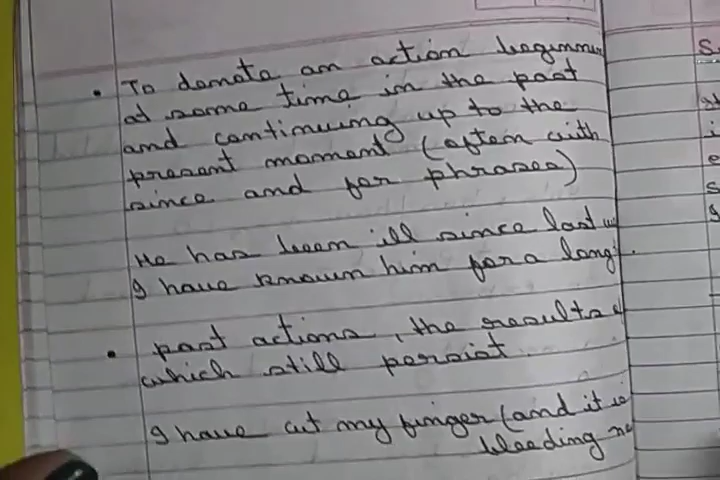 • To denote an action beginnin
at some time in the past
and continuing up to the
present moment (often with
since and for phrases)
He has been ill since last w
I have known him for a long
• past actions, the results of
which still persist
I have cut my finger (and it is
bleeding no